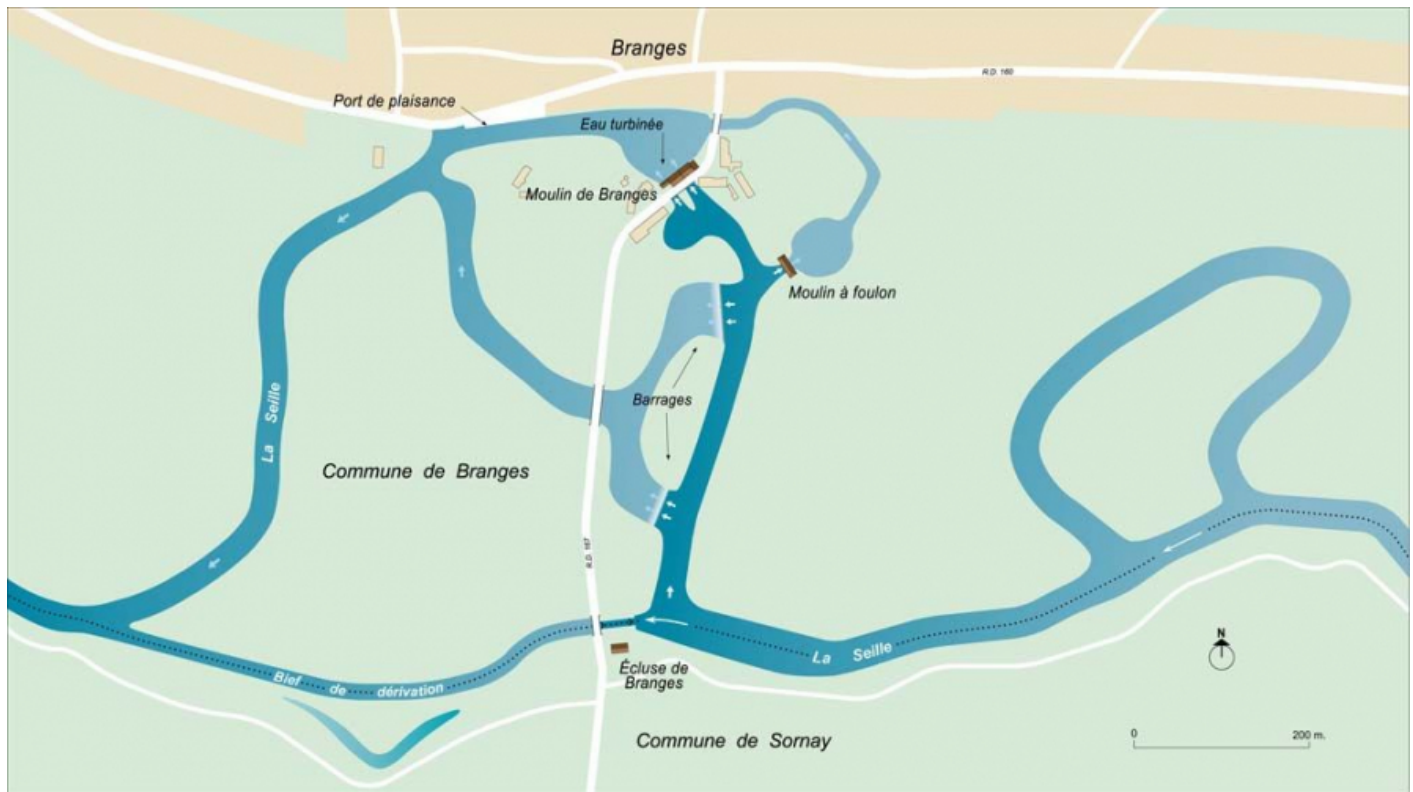 Branges
R.D. 160
Port de plaisance
Eau turbinée
Moulin de Branges
Moulin à foulon
Barrages
La Seille
Commune de Branges
R.D. 167
La Seille
N
Écluse de
Branges
Bief de dérivation
Commune de Sornay
0 200 m.